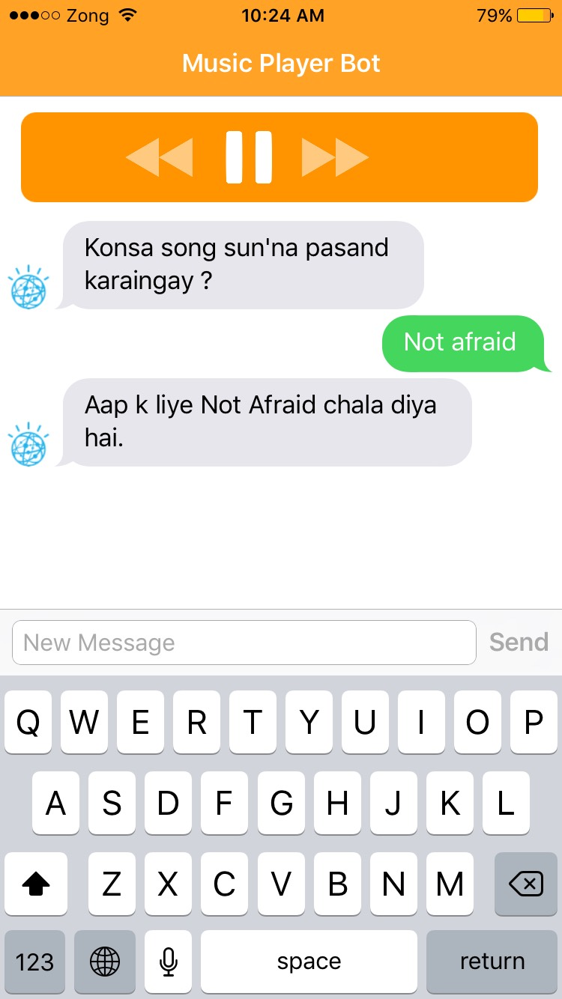 Zong 10:24 AM 79%
Music Player Bot
Konsa song sun'na pasand
karaingay ?
Not afraid
Aap k liye Not Afraid chala diya
hai.
New Message Send
Q W E R T Y U I O P
A S D F G H J K L
Z X C V B N M
123 space return